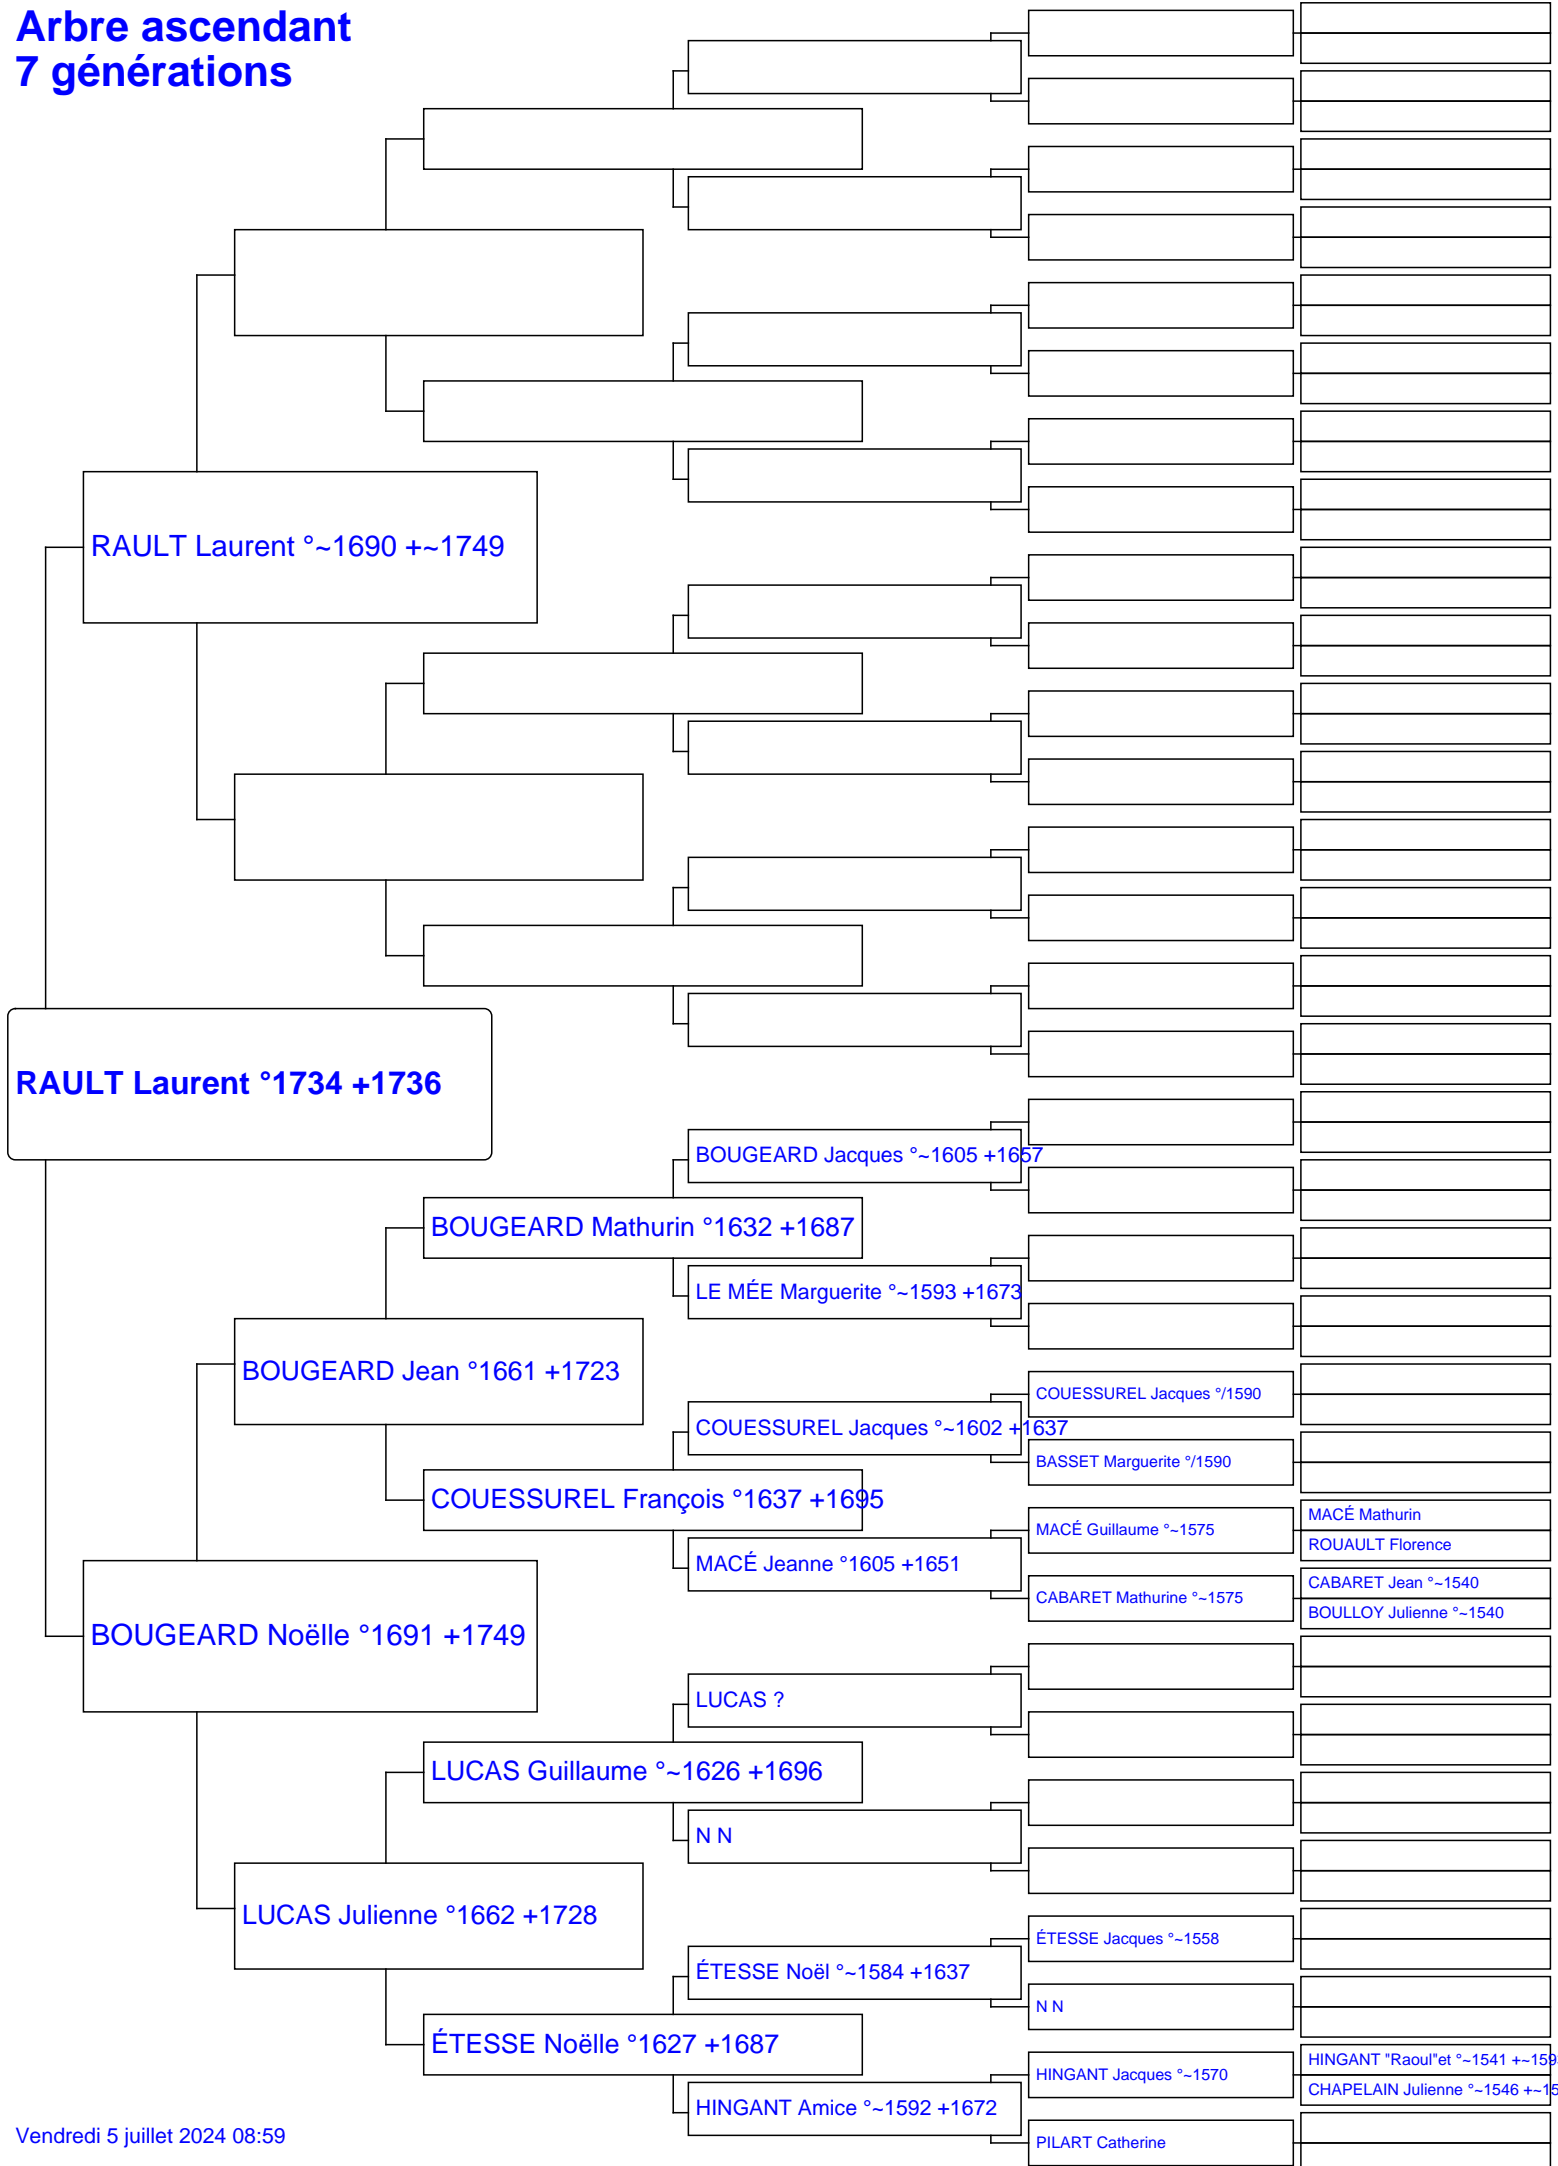 Arbre ascendant
7 générations
RAULT Laurent °~1690 +~1749
RAULT Laurent °1734 +1736
BOUGEARD Jacques °~1605 +1657
BOUGEARD Mathurin °1632 +1687
LE MÉE Marguerite °~1593 +1673
BOUGEARD Jean °1661 +1723
COUESSUREL Jacques °/1590
COUESSUREL Jacques °~1602 +1637
BASSET Marguerite °/1590
COUESSUREL François °1637 +1695
MACÉ Mathurin
MACÉ Guillaume °~1575
ROUAULT Florence
MACÉ Jeanne °1605 +1651
CABARET Jean °~1540
CABARET Mathurine °~1575
BOULLOY Julienne °~1540
BOUGEARD Noëlle °1691 +1749
LUCAS ?
LUCAS Guillaume °~1626 +1696
N N
LUCAS Julienne °1662 +1728
ÉTESSE Jacques °~1558
ÉTESSE Noël °~1584 +1637
N N
ÉTESSE Noëlle °1627 +1687
HINGANT "Raoul"et °~1541 +~159
HINGANT Jacques °~1570
CHAPELAIN Julienne °~1546 +~15
HINGANT Amice °~1592 +1672
PILART Catherine
Vendredi 5 juillet 2024 08:59